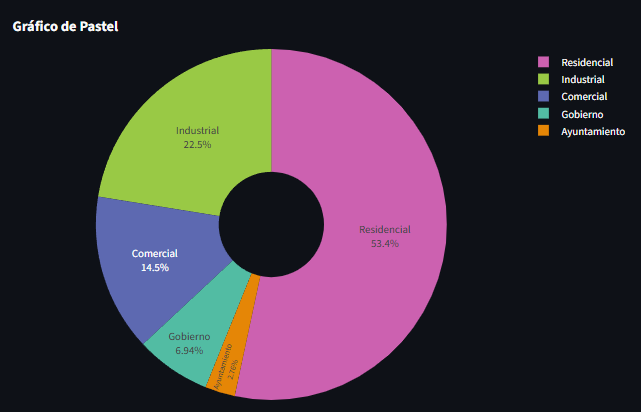 Gráfico de Pastel
Residencial
Industrial
Comercial
Gobierno
Ayuntamiento
Industrial
22.5%
Residencial
53.4%
Comercial
14.5%
Gobierno
6.94%
Ayuntamiento
2.76%